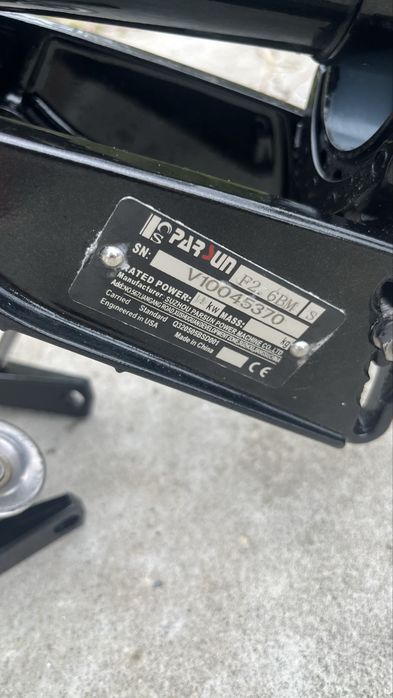 PARSUN F2.6BM S
SN: V10045370
RATED POWER: kW MASS: KG
Manufacturer SUZHOU PARSUN POWER MACHINE CO.,LTD.
Carried Standard Q320505BSD001
Engineered in USA Made in China CE